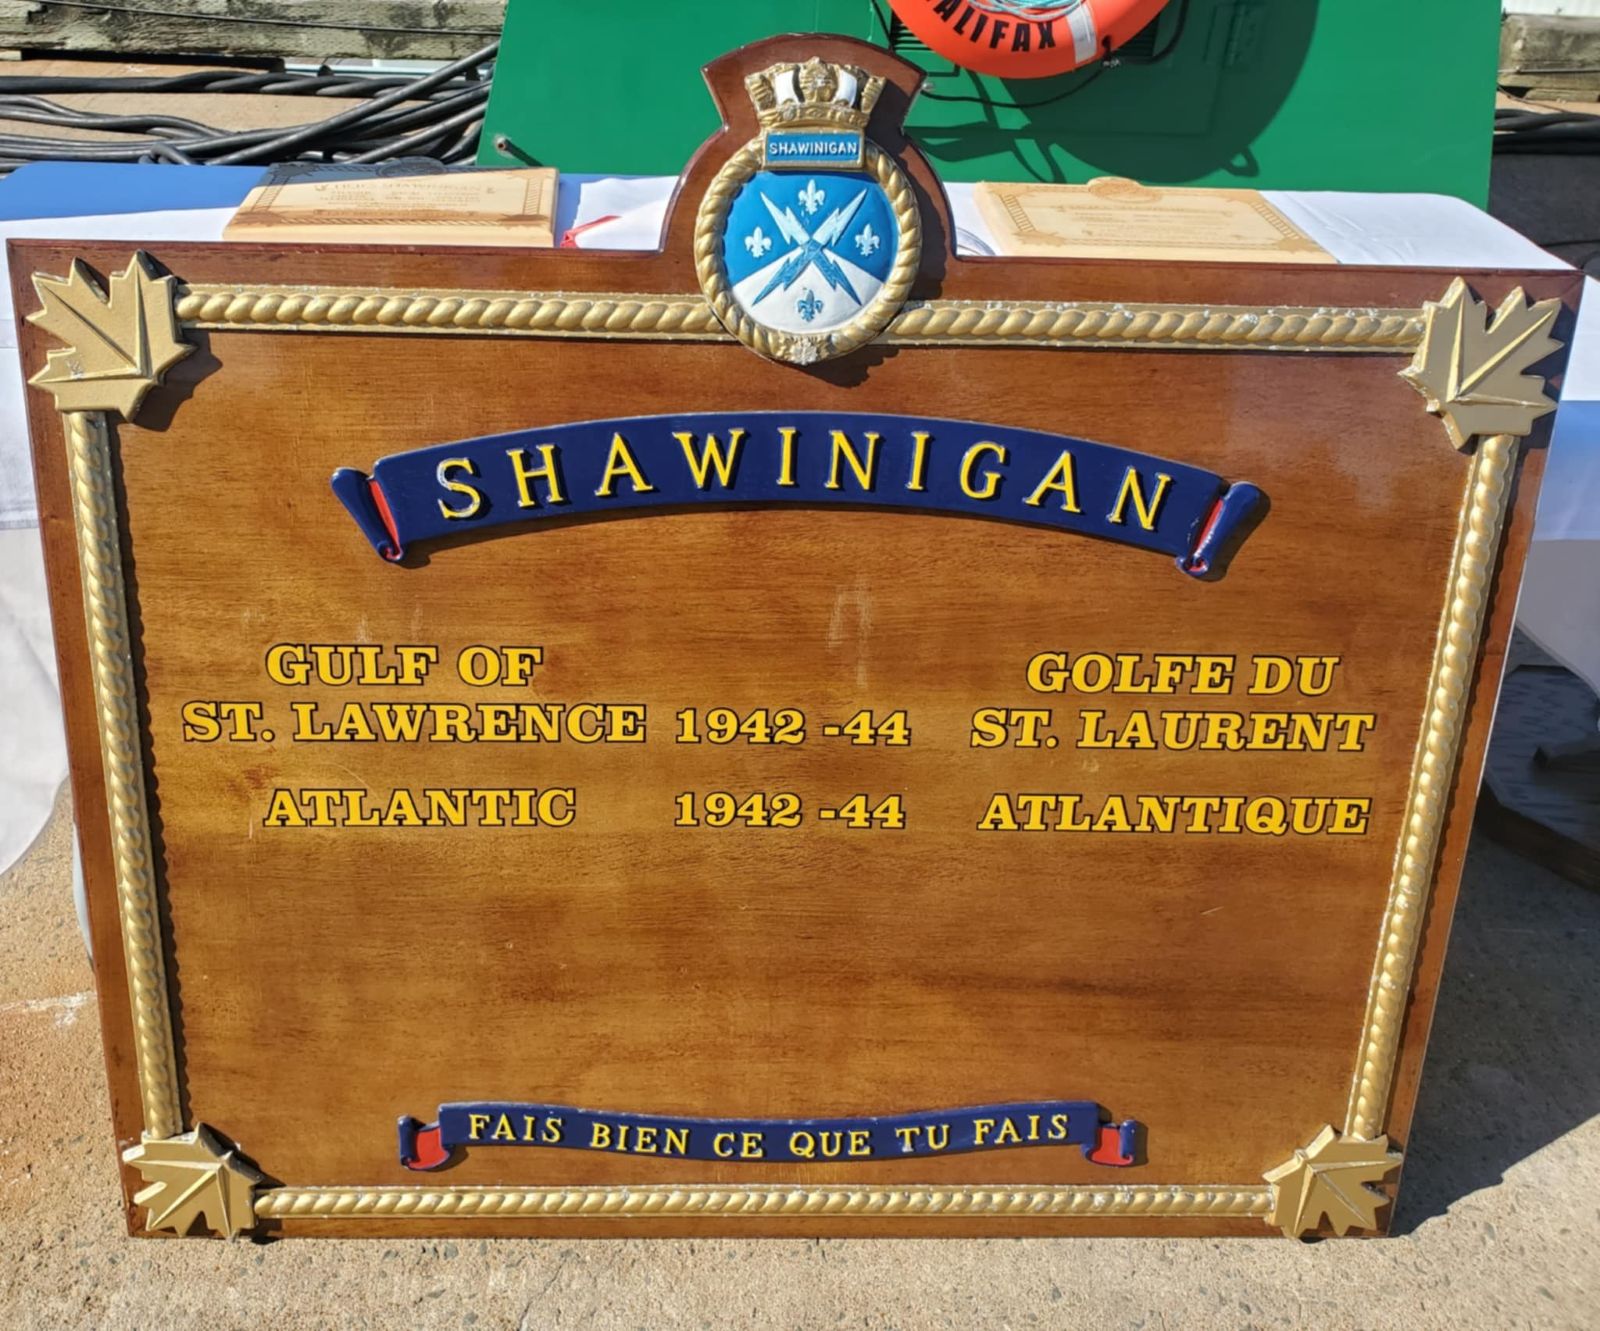 ALIFAX
SHAWINIGAN
SHAWINIGAN
GULF OF GOLFE DU
ST. LAWRENCE 1942 -44 ST. LAURENT
ATLANTIC 1942 -44 ATLANTIQUE
FAIS BIEN CE QUE TU FAIS